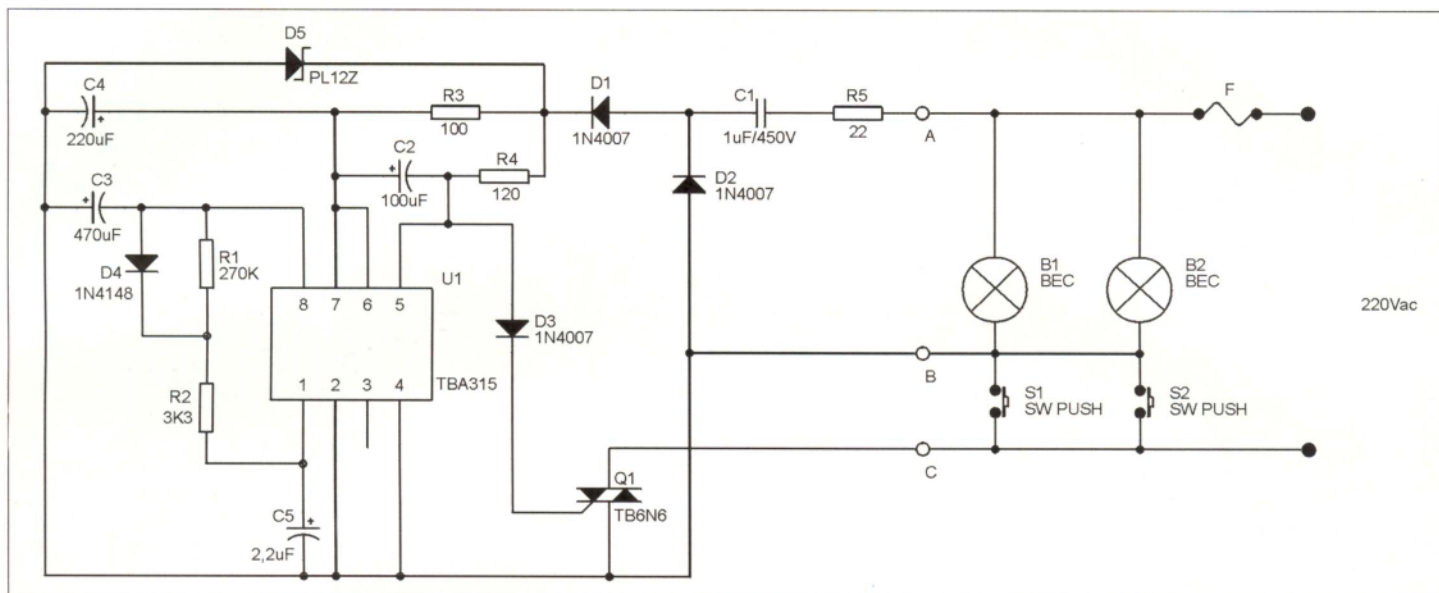 D5
PL12Z
C4
+
220uF
R3
100
D1
1N4007
C1
1uF/450V
R5
22
A
F
C2
+
100uF
R4
120
D2
1N4007
C3
+
470uF
D4
1N4148
R1
270K
U1
8 7 6 5
1 2 3 4
TBA315
D3
1N4007
B1
BEC
B2
BEC
220Vac
B
R2
3K3
S1
SW PUSH
S2
SW PUSH
C
Q1
TB6N6
C5
+
2,2uF